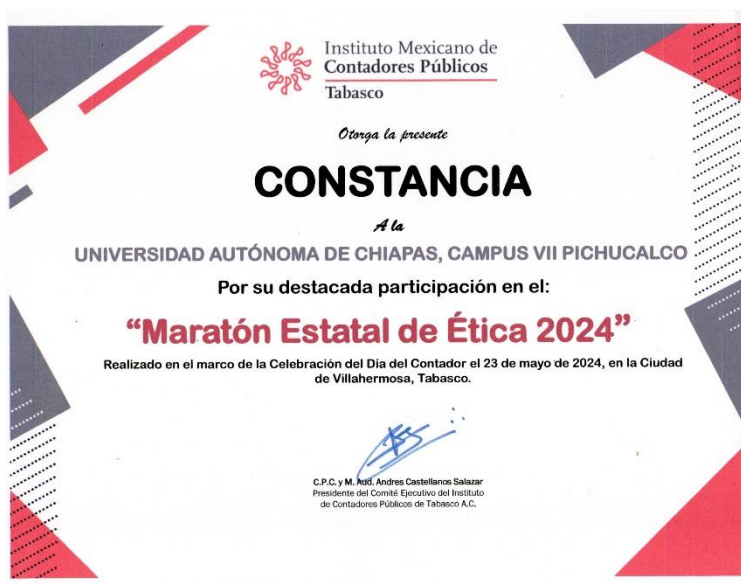 Instituto Mexicano de
Contadores Públicos
Tabasco
Otorga la presente
CONSTANCIA
A la
UNIVERSIDAD AUTÓNOMA DE CHIAPAS, CAMPUS VII PICHUCALCO
Por su destacada participación en el:
“Maratón Estatal de Ética 2024”
Realizado en el marco de la Celebración del Día del Contador el 23 de mayo de 2024, en la Ciudad
de Villahermosa, Tabasco.
C.P.C. y M. Aud. Andres Castellanos Salazar
Presidente del Comité Ejecutivo del Instituto
de Contadores Públicos de Tabasco A.C.